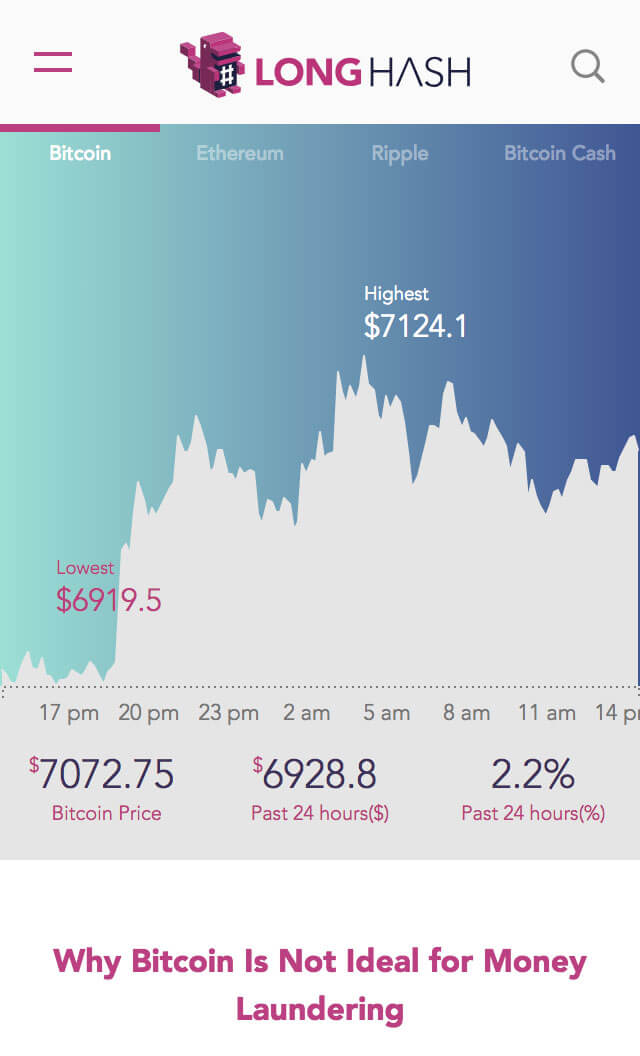 #
LONGHASH
Bitcoin Ethereum Ripple Bitcoin Cash
Highest
$7124.1
Lowest
$6919.5
17 pm 20 pm 23 pm 2 am 5 am 8 am 11 am 14 p
$7072.75 $6928.8 2.2%
Bitcoin Price Past 24 hours($) Past 24 hours(%)
Why Bitcoin Is Not Ideal for Money
Laundering